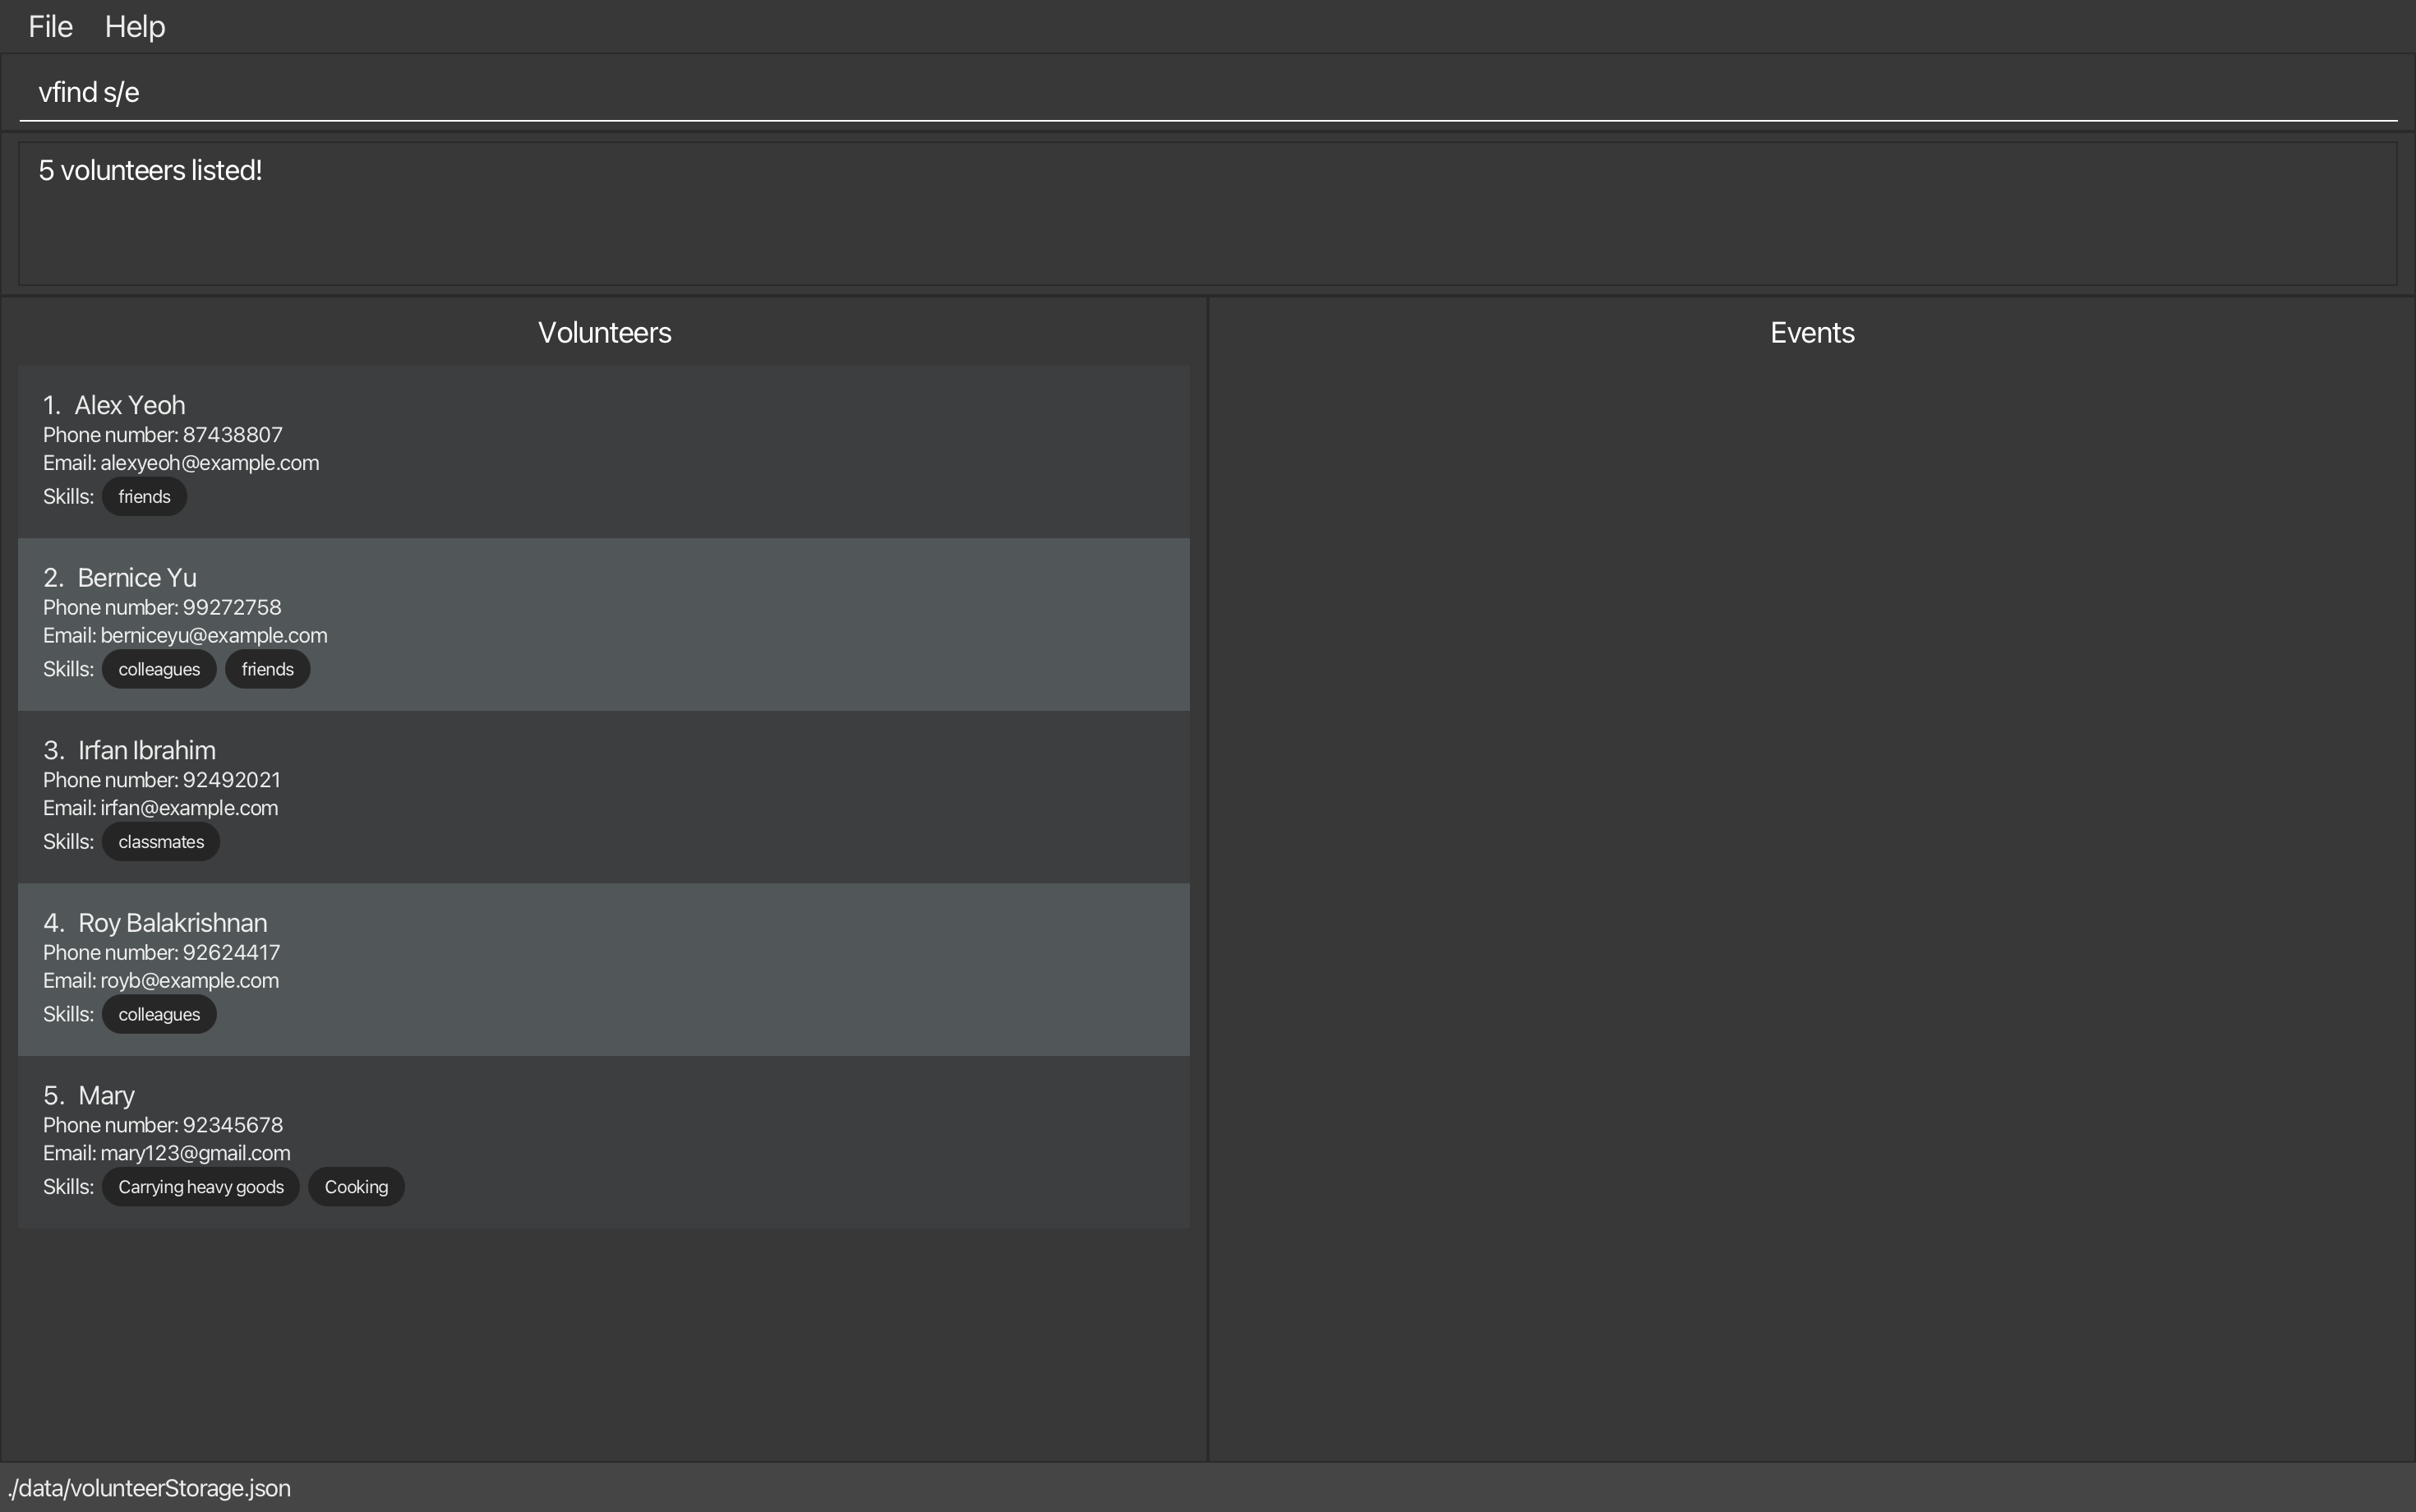 File Help
vfind s/e
5 volunteers listed!
Volunteers
1. Alex Yeoh
Phone number: 87438807
Email: alexyeoh@example.com
Skills: friends
2. Bernice Yu
Phone number: 99272758
Email: berniceyu@example.com
Skills: colleagues friends
3. Irfan Ibrahim
Phone number: 92492021
Email: irfan@example.com
Skills: classmates
4. Roy Balakrishnan
Phone number: 92624417
Email: royb@example.com
Skills: colleagues
5. Mary
Phone number: 92345678
Email: mary123@gmail.com
Skills: Carrying heavy goods Cooking
Events
./data/volunteerStorage.json